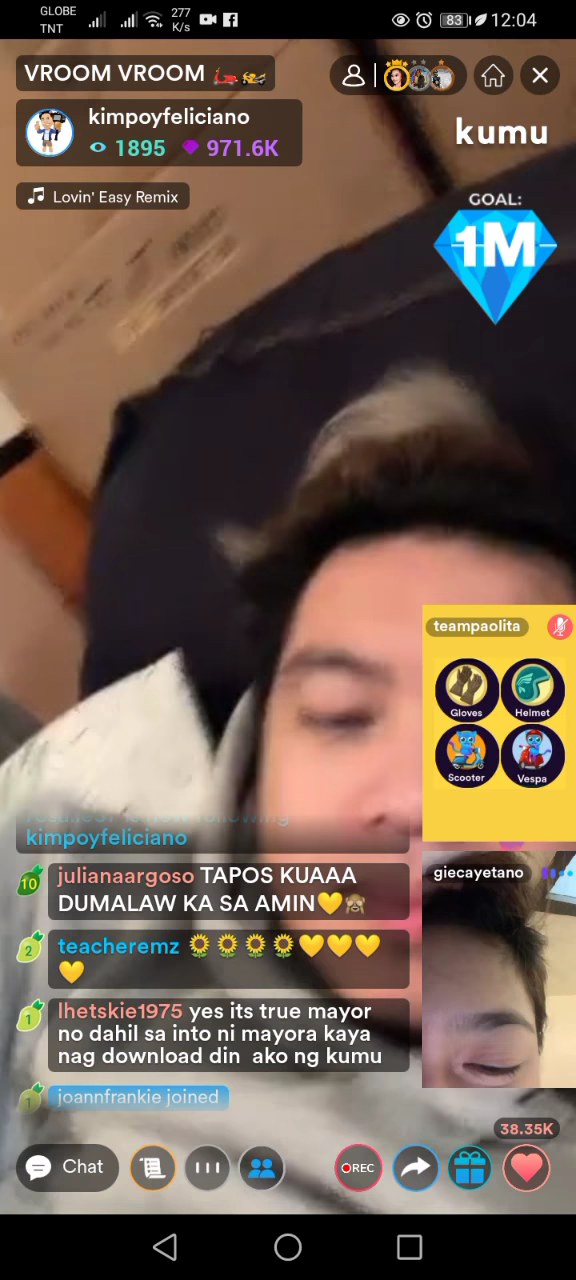 GLOBE
TNT
277
K/s
83
12:04
VROOM VROOM 🛵🏍️
kimpoyfeliciano
1895 971.6K
kumu
Lovin' Easy Remix
GOAL:
1M
teampaolita
Gloves Helmet
Scooter Vespa
kimpoyfeliciano
giecayetano
10 julianaargoso TAPOS KUAAA
DUMALAW KA SA AMIN💛🙈
2 teacheremz 🌻🌻🌻🌻💛💛💛
💛
1 lhetskie1975 yes its true mayor
no dahil sa into ni mayora kaya
nag download din ako ng kumu
1 joannfrankie joined
38.35K
Chat
REC